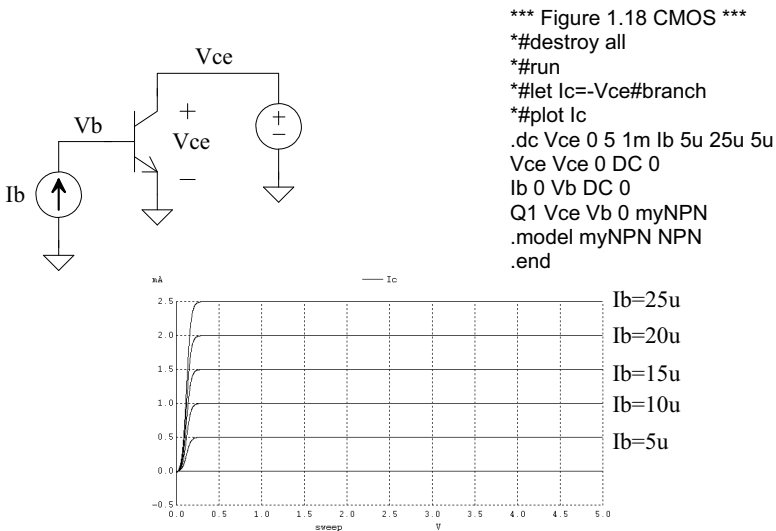 *** Figure 1.18 CMOS ***
*#destroy all
*#run
*#let Ic=-Vce#branch
*#plot Ic
.dc Vce 0 5 1m Ib 5u 25u 5u
Vce Vce 0 DC 0
Ib 0 Vb DC 0
Q1 Vce Vb 0 myNPN
.model myNPN NPN
.end
Vce
Vb
+
Vce
−
+
−
Ib
mA
Ic
2.5
2.0
1.5
1.0
0.5
0.0
-0.5
Ib=25u
Ib=20u
Ib=15u
Ib=10u
Ib=5u
0.0 0.5 1.0 1.5 2.0 2.5 3.0 3.5 4.0 4.5 5.0
sweep V